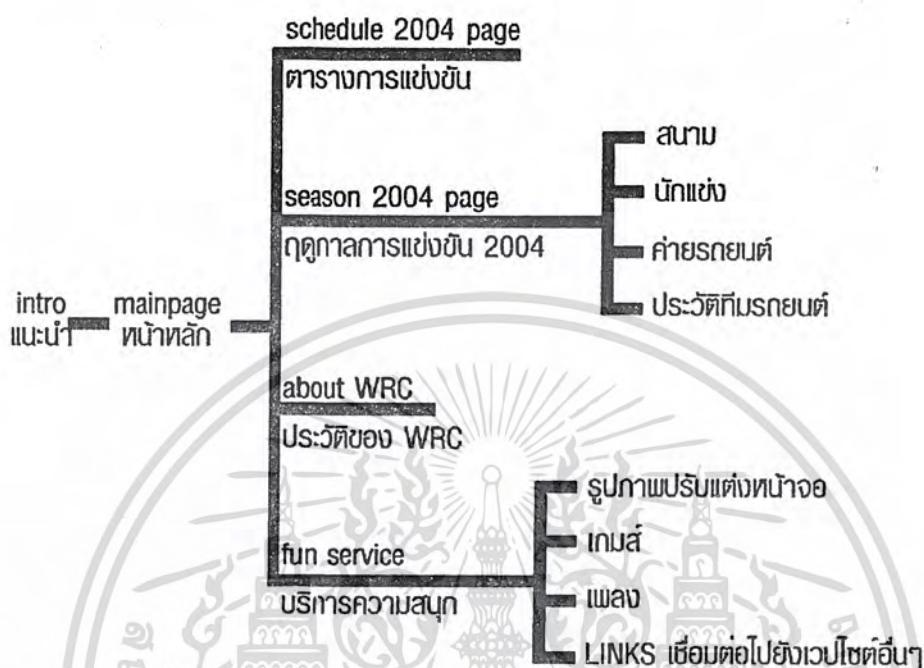 schedule 2004 page
ตารางการแข่งขัน
season 2004 page
ฤดูกาลการแข่งขัน 2004
สนาม
นักแข่ง
ค่ายรถยนต์
ประวัติทีมรถยนต์
intro
แนะนำ
mainpage
หน้าหลัก
about WRC
ประวัติของ WRC
fun service
บริการความสนุก
รูปภาพปรับแต่งหน้าจอ
เกมส์
เพลง
LINKS เชื่อมต่อไปยังเวปไซต์อื่นๆ